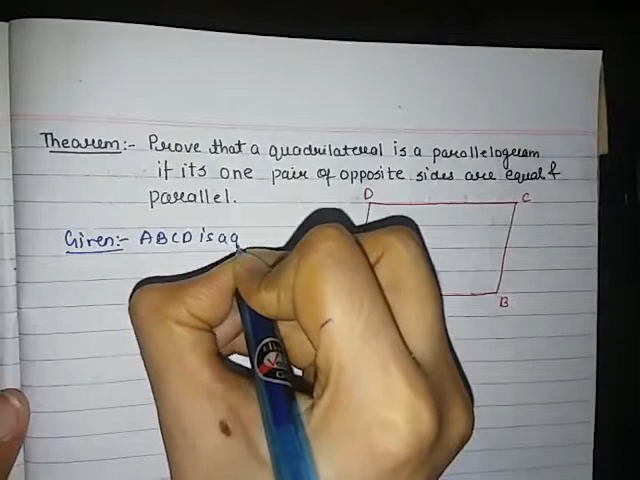 Theorem:- Prove that a quadrilateral is a parallelogram
if its one pair of opposite sides are equal &
parallel.
D
C
Given:- ABCD is a q
B